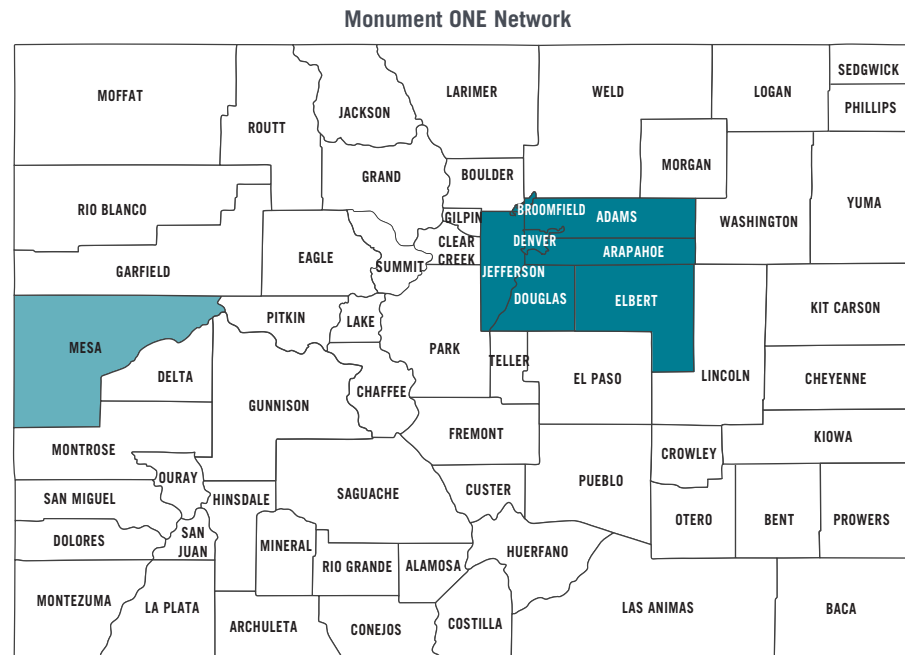 Monument ONE Network
SEDGWICK
MOFFAT
LARIMER
WELD
LOGAN
JACKSON
PHILLIPS
ROUTT
MORGAN
GRAND
BOULDER
RIO BLANCO
YUMA
BROOMFIELD
ADAMS
GILPIN
WASHINGTON
DENVER
CLEAR
CREEK
ARAPAHOE
EAGLE
SUMMIT
GARFIELD
JEFFERSON
DOUGLAS
ELBERT
KIT CARSON
PITKIN
LAKE
MESA
PARK
TELLER
DELTA
EL PASO
LINCOLN
CHEYENNE
CHAFFEE
GUNNISON
FREMONT
KIOWA
MONTROSE
CROWLEY
OURAY
PUEBLO
SAN MIGUEL
HINSDALE
SAGUACHE
CUSTER
OTERO
BENT
PROWERS
DOLORES
SAN
JUAN
MINERAL
HUERFANO
RIO GRANDE
ALAMOSA
MONTEZUMA
LA PLATA
LAS ANIMAS
BACA
ARCHULETA
CONEJOS
COSTILLA